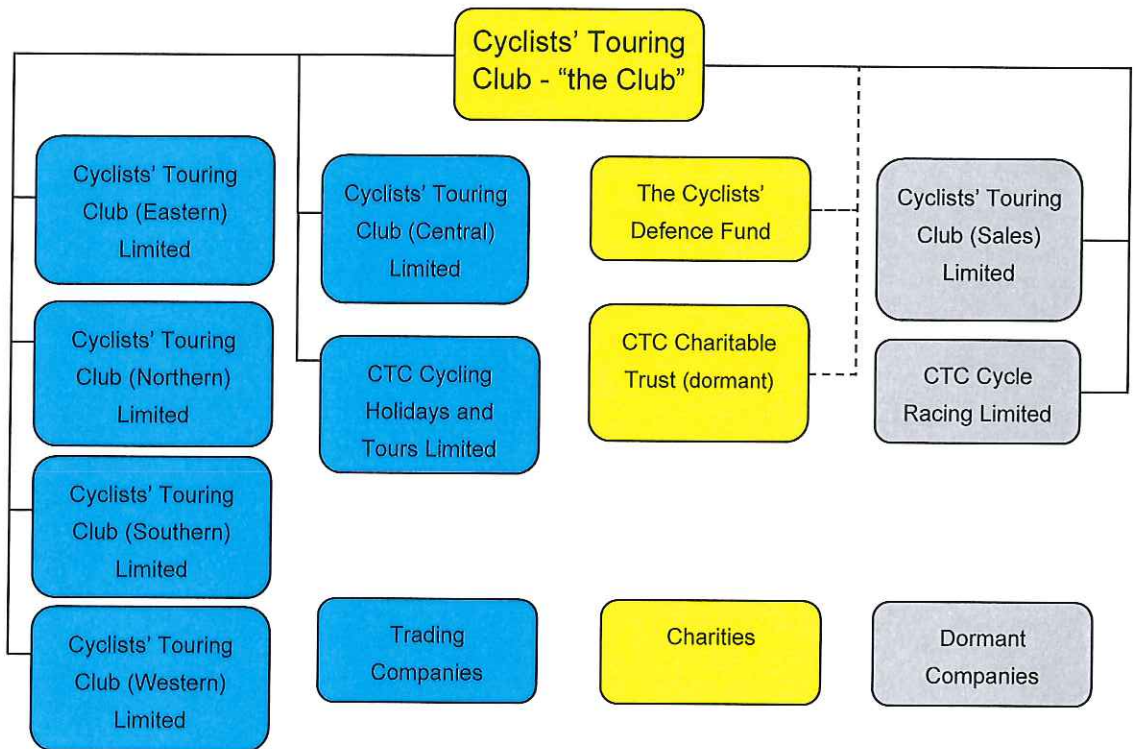 Cyclists' Touring
Club - “the Club”
Cyclists' Touring
Club (Eastern)
Limited
Cyclists' Touring
Club (Northern)
Limited
Cyclists' Touring
Club (Southern)
Limited
Cyclists' Touring
Club (Western)
Limited
Cyclists' Touring
Club (Central)
Limited
CTC Cycling
Holidays and
Tours Limited
The Cyclists'
Defence Fund
CTC Charitable
Trust (dormant)
Cyclists' Touring
Club (Sales)
Limited
CTC Cycle
Racing Limited
Trading
Companies
Charities
Dormant
Companies